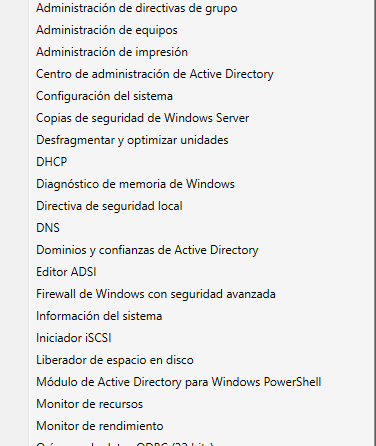 Administración de directivas de grupo
Administración de equipos
Administración de impresión
Centro de administración de Active Directory
Configuración del sistema
Copias de seguridad de Windows Server
Desfragmentar y optimizar unidades
DHCP
Diagnóstico de memoria de Windows
Directiva de seguridad local
DNS
Dominios y confianzas de Active Directory
Editor ADSI
Firewall de Windows con seguridad avanzada
Información del sistema
Iniciador iSCSI
Liberador de espacio en disco
Módulo de Active Directory para Windows PowerShell
Monitor de recursos
Monitor de rendimiento